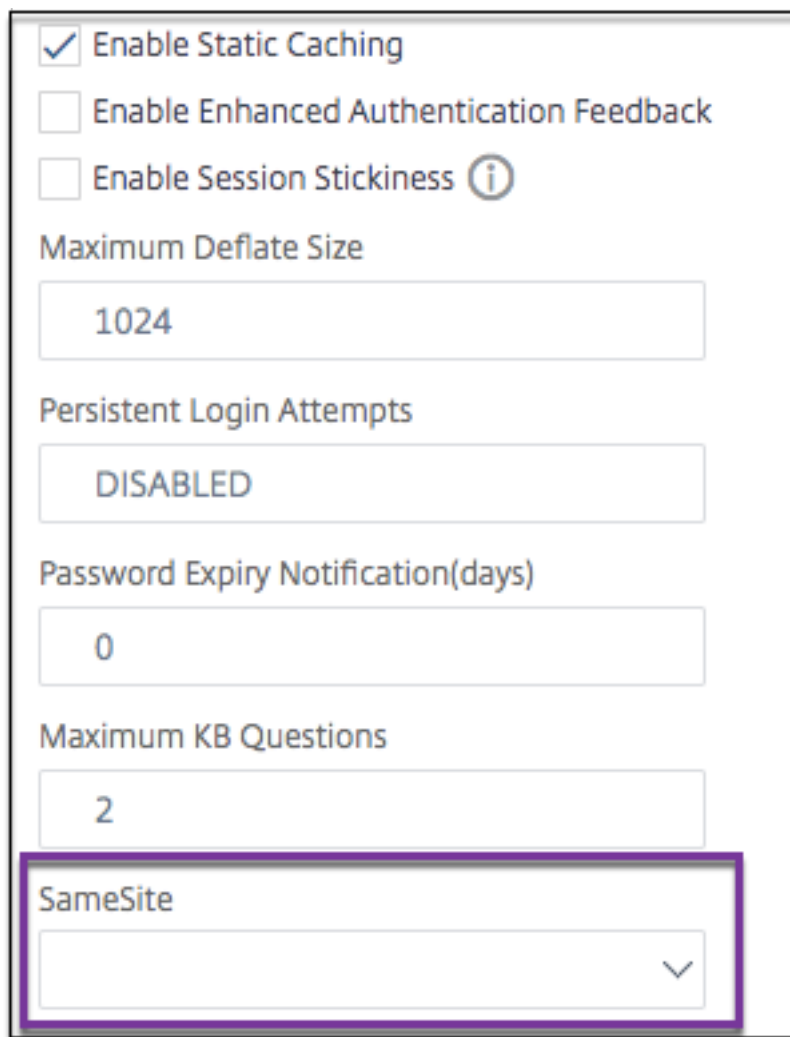 Enable Static Caching
Enable Enhanced Authentication Feedback
Enable Session Stickiness
Maximum Deflate Size
1024
Persistent Login Attempts
DISABLED
Password Expiry Notification(days)
0
Maximum KB Questions
2
SameSite